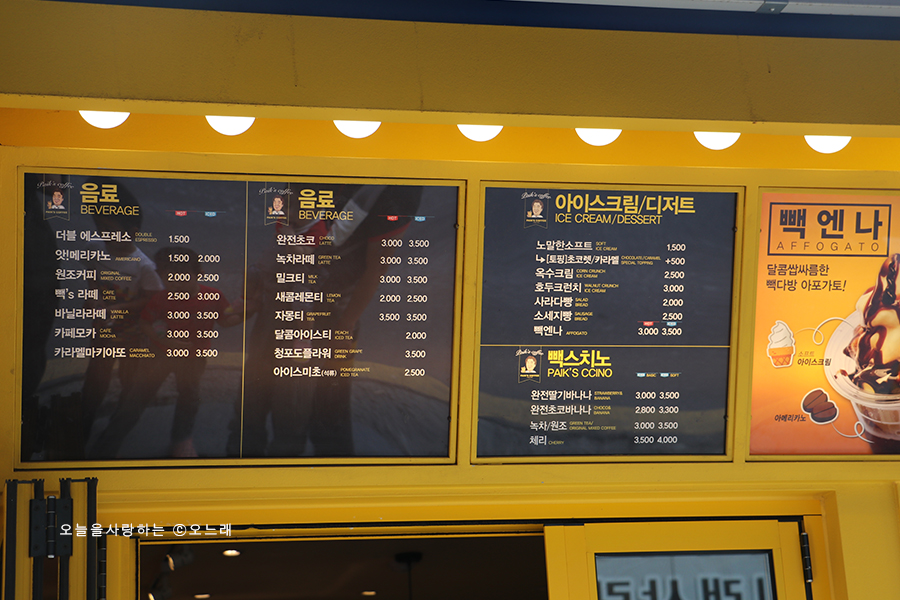 Paik's coffee
음료
BEVERAGE
HOT ICED
더블 에스프레소 DOUBLE ESPRESSO 1.500
앗!메리카노 AMERICANO 1.500 2.000
원조커피 ORIGINAL MIXED COFFEE 2.000 2.500
빽's 라떼 CAFE LATTE 2.500 3.000
바닐라라떼 VANILLA LATTE 3.000 3.500
카페모카 CAFE MOCHA 3.000 3.500
카라멜마키아또 CARAMEL MACCHIATO 3.000 3.500
Paik's coffee
음료
BEVERAGE
HOT ICED
완전초코 CHOCO LATTE 3.000 3.500
녹차라떼 GREEN TEA LATTE 3.000 3.500
밀크티 MILK TEA 3.000 3.500
새콤레몬티 LEMON TEA 2.000 2.500
자몽티 GRAPEFRUIT TEA 3.500 3.500
달콤아이스티 PEACH ICED TEA 2.000
청포도플라워 GREEN GRAPE DRINK 3.500
아이스미초(석류) POMEGRANATE ICED TEA 2.500
Paik's coffee
아이스크림/디저트
ICE CREAM/DESSERT
노말한소프트 SOFT ICE CREAM 1.500
↳[토핑]초코렛/카라멜 CHOCOLATE/CARAMEL SPECIAL TOPPING +500
옥수크림 CORN CRUNCH ICE CREAM 2.500
호두크런치 WALNUT CRUNCH ICE CREAM 3.000
사라다빵 SALAD BREAD 2.000
소세지빵 SAUSAGE BREAD 2.500
빽엔나 AFFOGATO 3.000 3.500
Paik's coffee
빽스치노
PAIK'S CCINO
BASIC SOFT
완전딸기바나나 STRAWBERRY& BANANA 3.000 3.500
완전초코바나나 CHOCO& BANANA 2.800 3.300
녹차/원조 GREEN TEA/ ORIGINAL MIXED COFFEE 3.000 3.500
체리 CHERRY 3.500 4.000
빽엔나
AFFOGATO
달콤쌉싸름한
빽다방 아포가토!
소프트
아이스크림
아메리카노
오늘을사랑하는 ⓒ오느래